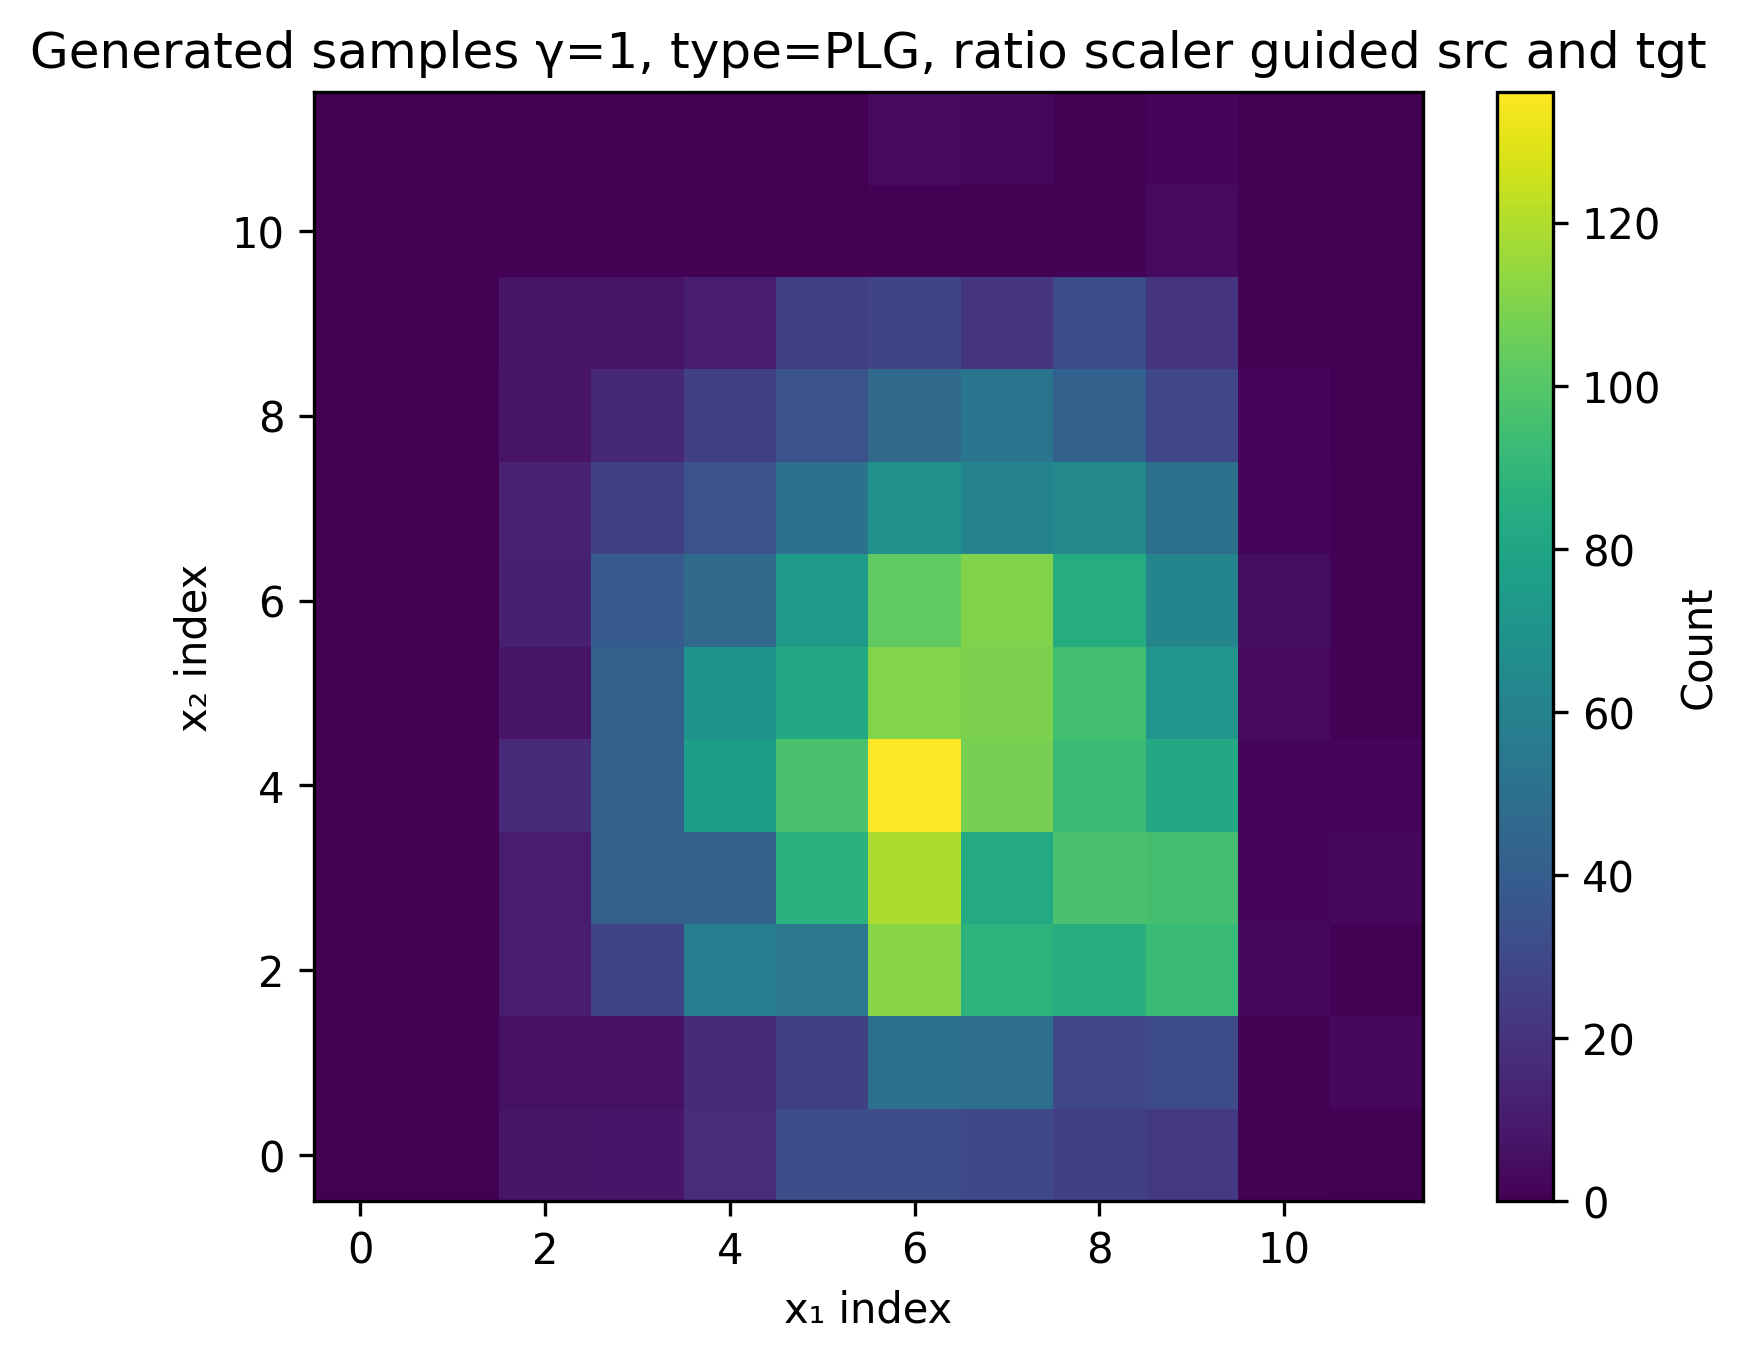 Generated samples γ=1, type=PLG, ratio scaler guided src and tgt
10
8
6
4
2
0
x₂ index
0 2 4 6 8 10
x₁ index
120
100
80
60
40
20
0
Count